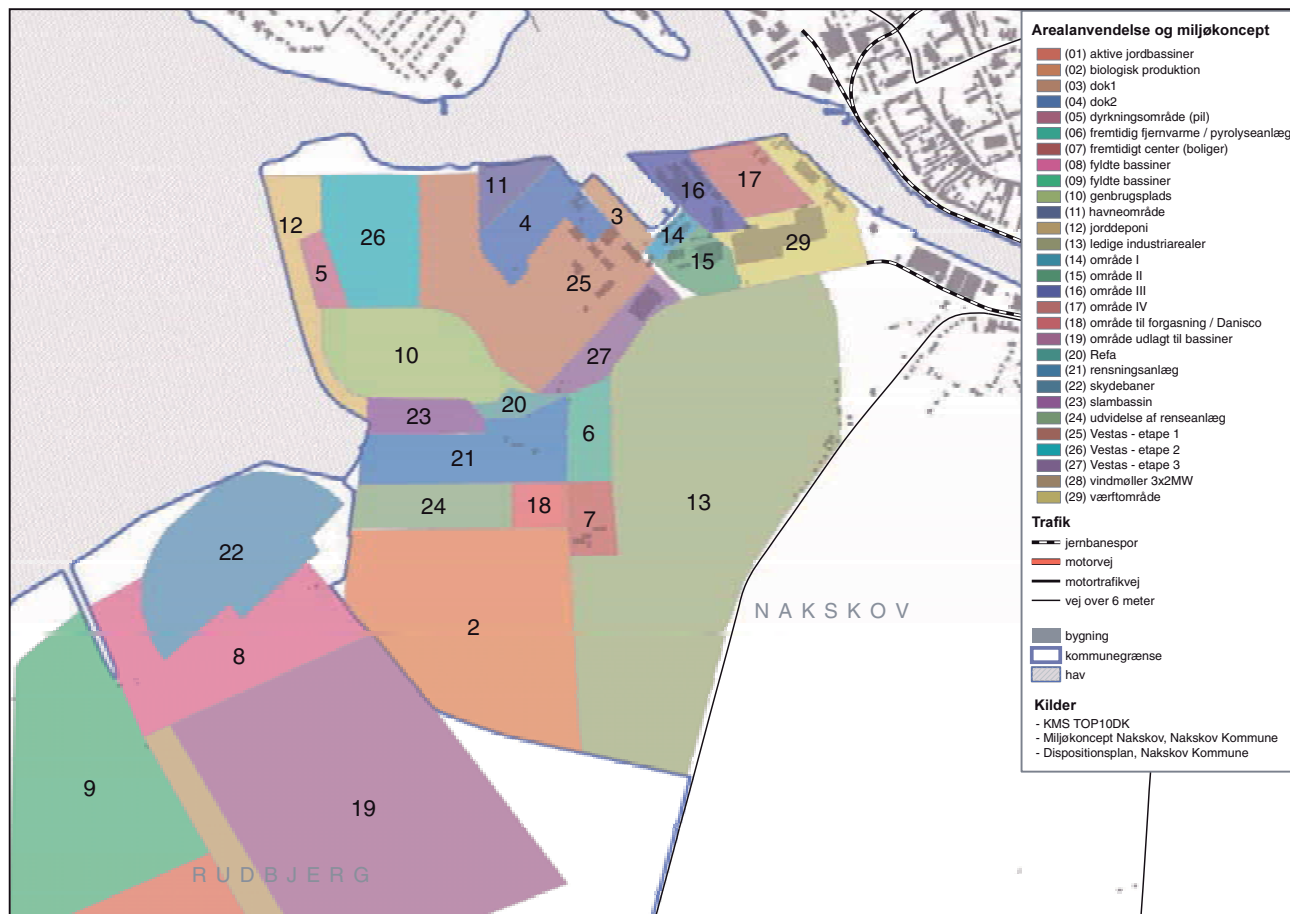 Arealanvendelse og miljøkoncept
(01) aktive jordbassiner
(02) biologisk produktion
(03) dok1
(04) dok2
(05) dyrkningsområde (pil)
(06) fremtidig fjernvarme / pyrolyseanlæg
(07) fremtidigt center (boliger)
(08) fyldte bassiner
(09) fyldte bassiner
(10) genbrugsplads
(11) havneområde
(12) jorddeponi
(13) ledige industriarealer
(14) område I
(15) område II
(16) område III
(17) område IV
(18) område til forgasning / Danisco
(19) område udlagt til bassiner
(20) Refa
(21) rensningsanlæg
(22) skydebaner
(23) slambassin
(24) udvidelse af renseanlæg
(25) Vestas - etape 1
(26) Vestas - etape 2
(27) Vestas - etape 3
(28) vindmøller 3x2MW
(29) værftområde
Trafik
jernbanespor
motorvej
motortrafikvej
vej over 6 meter
bygning
kommunegrænse
hav
Kilder
- KMS TOP10DK
- Miljøkoncept Nakskov, Nakskov Kommune
- Dispositionsplan, Nakskov Kommune
11
17
16
12
4
3
26
14
29
5
15
25
10
27
20
23
6
21
13
24
18
7
22
NAKSKOV
2
8
9
19
RUDBJERG